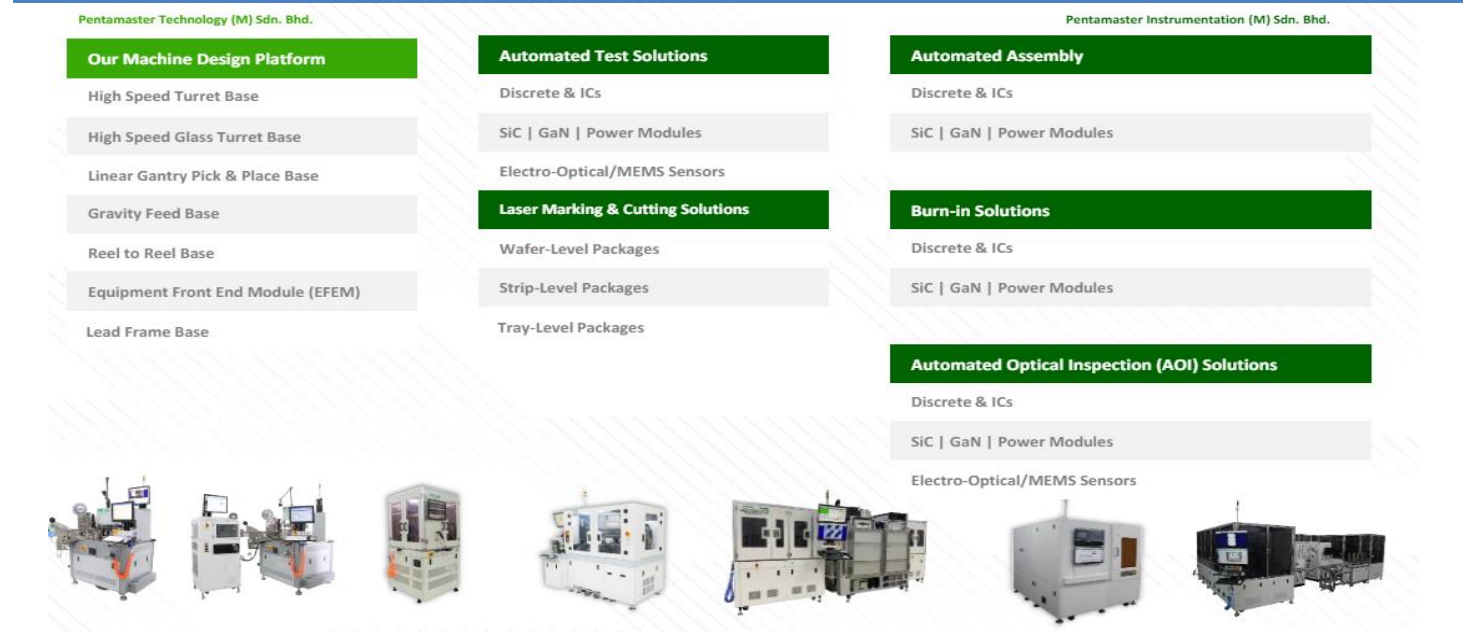 Pentamaster Technology (M) Sdn. Bhd.
Pentamaster Instrumentation (M) Sdn. Bhd.
Our Machine Design Platform
High Speed Turret Base
High Speed Glass Turret Base
Linear Gantry Pick & Place Base
Gravity Feed Base
Reel to Reel Base
Equipment Front End Module (EFEM)
Lead Frame Base
Automated Test Solutions
Discrete & ICs
SiC | GaN | Power Modules
Electro-Optical/MEMS Sensors
Laser Marking & Cutting Solutions
Wafer-Level Packages
Strip-Level Packages
Tray-Level Packages
Automated Assembly
Discrete & ICs
SiC | GaN | Power Modules
Burn-in Solutions
Discrete & ICs
SiC | GaN | Power Modules
Automated Optical Inspection (AOI) Solutions
Discrete & ICs
SiC | GaN | Power Modules
Electro-Optical/MEMS Sensors